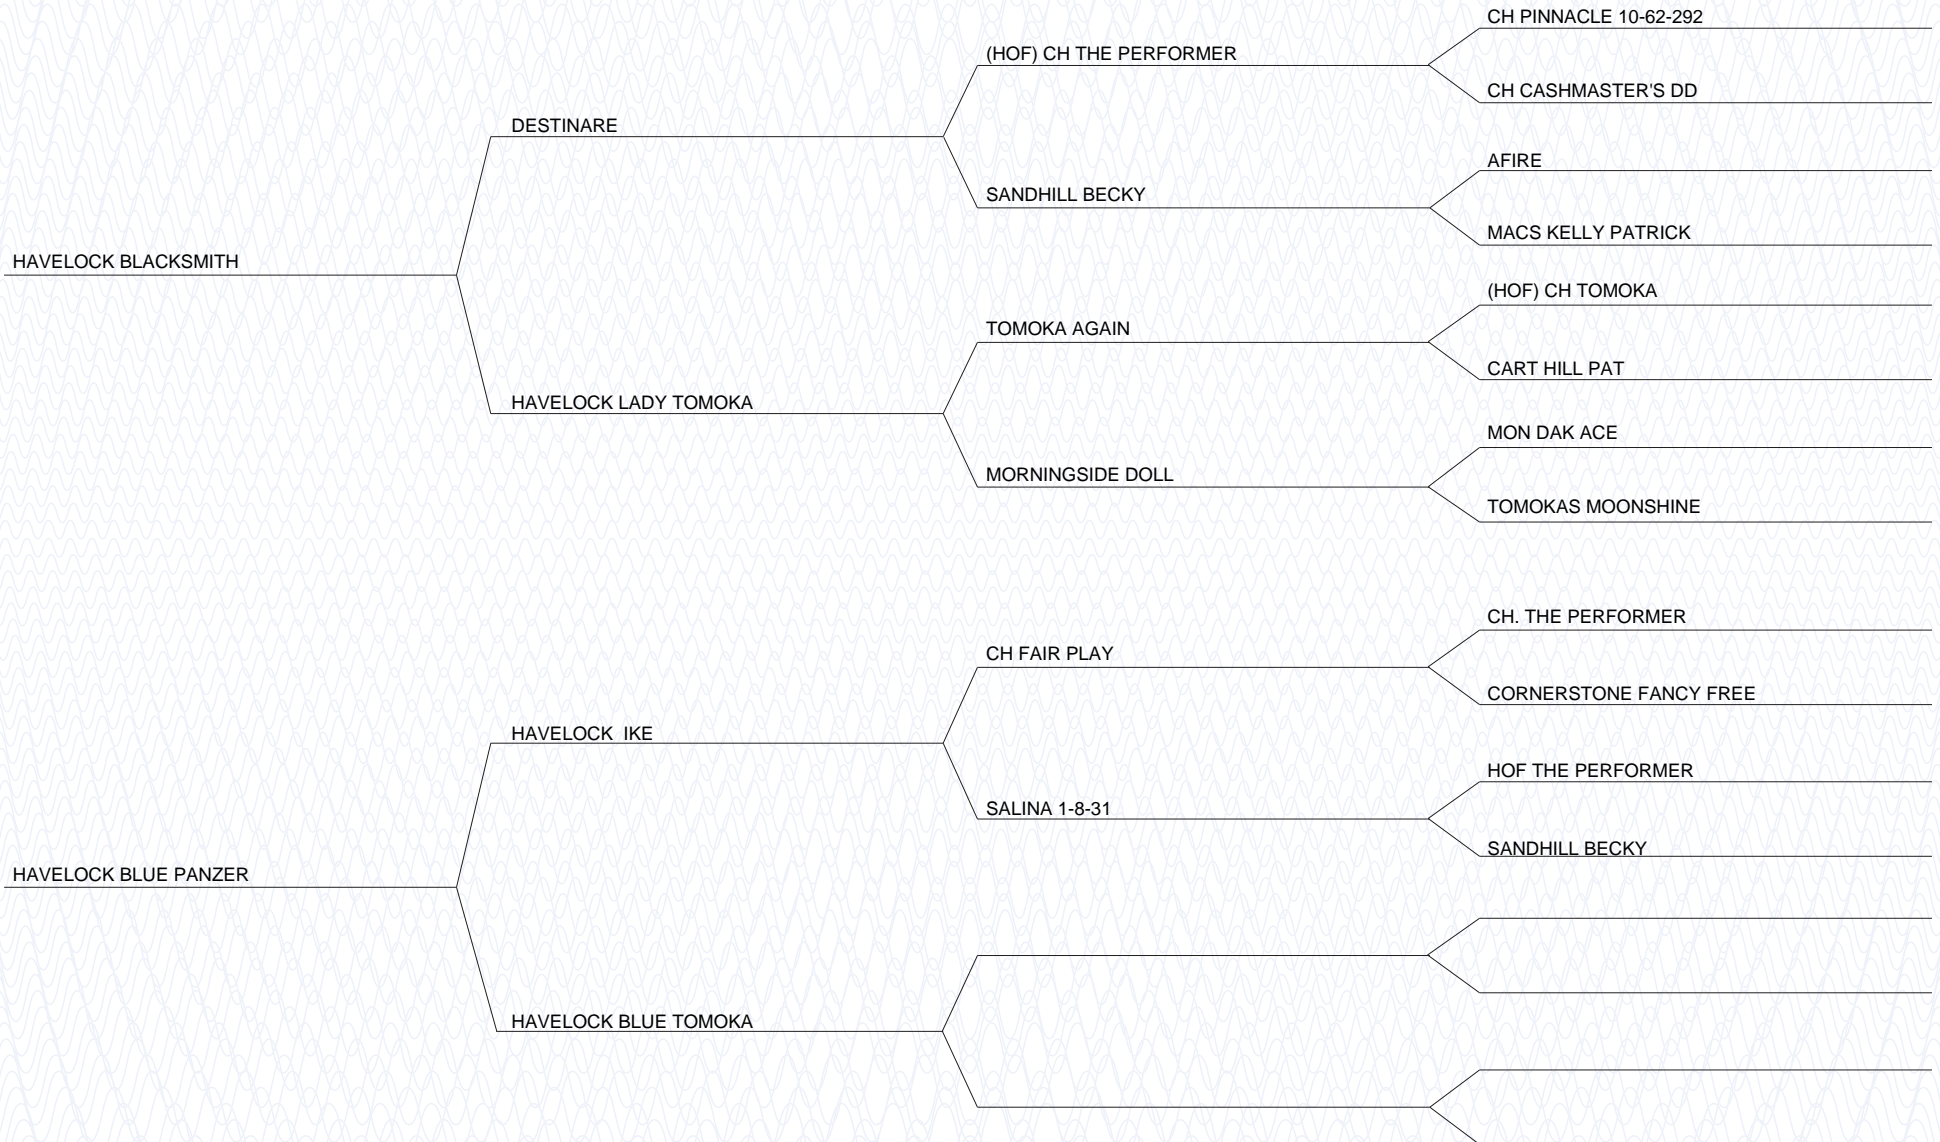 CH PINNACLE 10-62-292
(HOF) CH THE PERFORMER
CH CASHMASTER'S DD
DESTINARE
AFIRE
SANDHILL BECKY
MACS KELLY PATRICK
HAVELOCK BLACKSMITH
(HOF) CH TOMOKA
TOMOKA AGAIN
CART HILL PAT
HAVELOCK LADY TOMOKA
MON DAK ACE
MORNINGSIDE DOLL
TOMOKAS MOONSHINE
CH. THE PERFORMER
CH FAIR PLAY
CORNERSTONE FANCY FREE
HAVELOCK  IKE
HOF THE PERFORMER
SALINA 1-8-31
SANDHILL BECKY
HAVELOCK BLUE PANZER
HAVELOCK BLUE TOMOKA